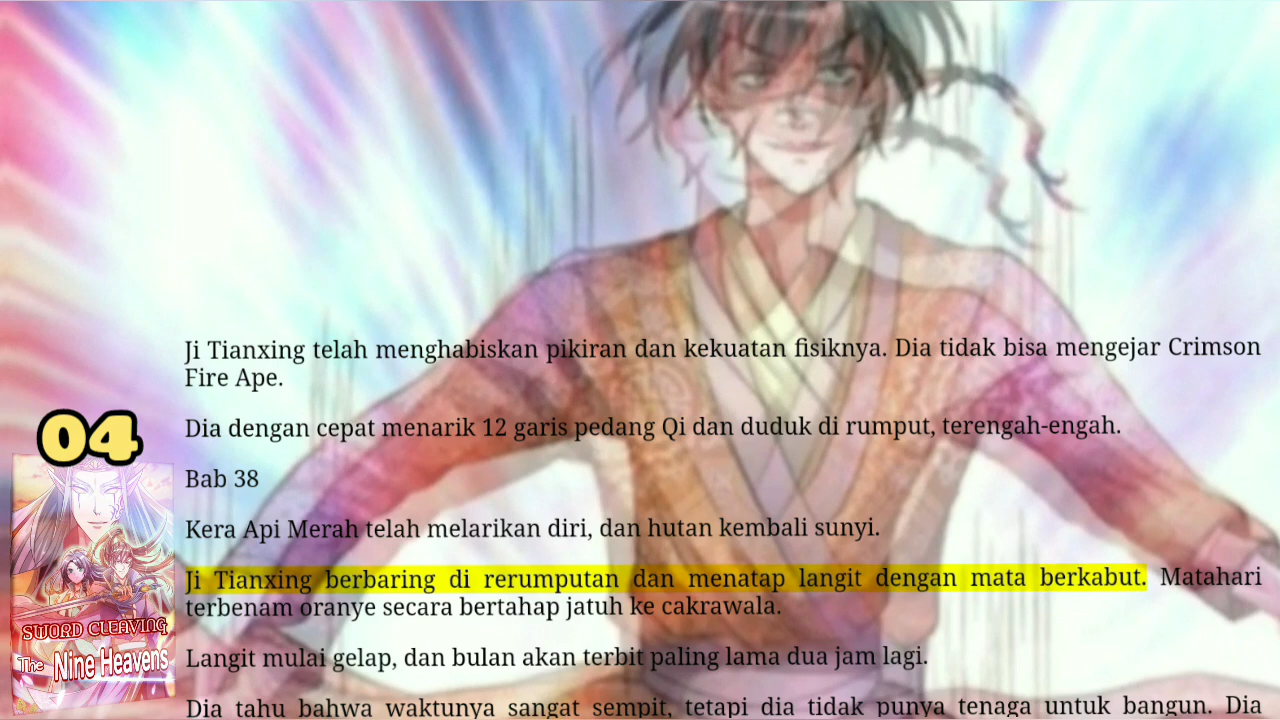 Ji Tianxing telah menghabiskan pikiran dan kekuatan fisiknya. Dia tidak bisa mengejar Crimson
Fire Ape.
Dia dengan cepat menarik 12 garis pedang Qi dan duduk di rumput, terengah-engah.
Bab 38
Kera Api Merah telah melarikan diri, dan hutan kembali sunyi.
Ji Tianxing berbaring di rerumputan dan menatap langit dengan mata berkabut. Matahari
terbenam oranye secara bertahap jatuh ke cakrawala.
Langit mulai gelap, dan bulan akan terbit paling lama dua jam lagi.
Dia tahu bahwa waktunya sangat sempit, tetapi dia tidak punya tenaga untuk bangun. Dia
04
SWORD CLEAVING
The Nine Heavens